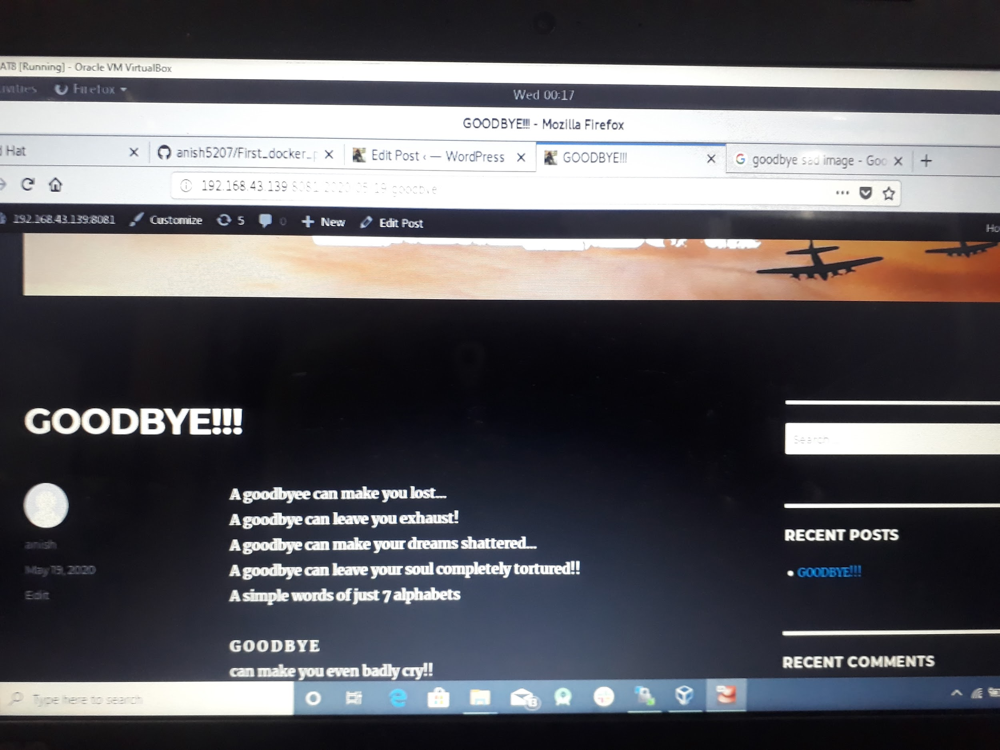 AT8 [Running] - Oracle VM VirtualBox
Firefox
Wed 00:17
GOODBYE!!! - Mozilla Firefox
Hat
anish5207/First_docker_
Edit Post ‹ — WordPress
GOODBYE!!!
goodbye sad image - Goo
192.168.43.139:8081/2020/05/19/goodbye
192.168.43.139:8081
Customize
5
0
New
Edit Post
GOODBYE!!!
Search
anish
May 19, 2020
Edit
A goodbyee can make you lost...
A goodbye can leave you exhaust!
A goodbye can make your dreams shattered...
A goodbye can leave your soul completely tortured!!
A simple words of just 7 alphabets
G O O D B Y E
can make you even badly cry!!
RECENT POSTS
GOODBYE!!!
RECENT COMMENTS
Type here to search